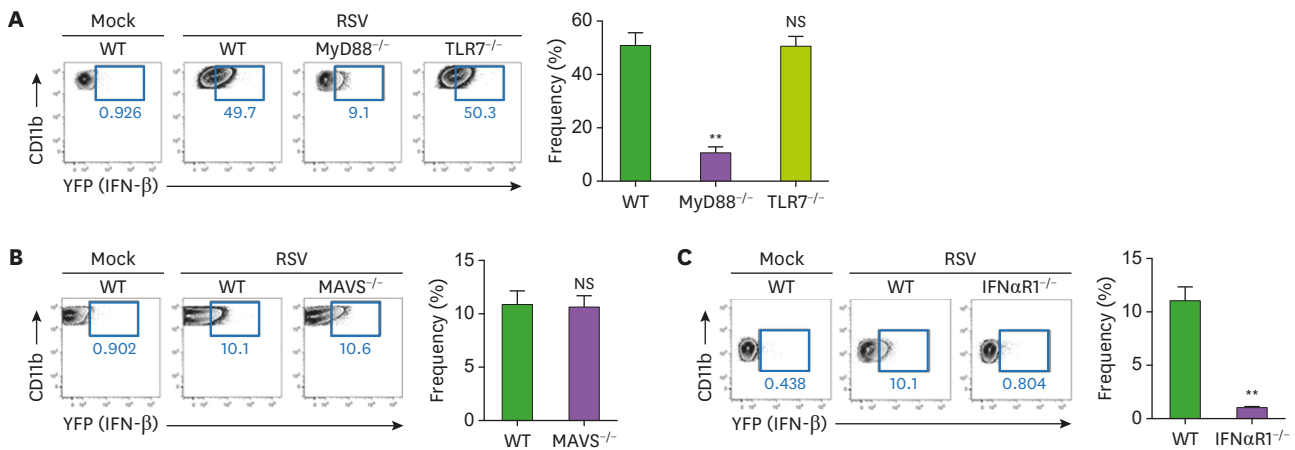 A
Mock RSV
WT WT MyD88⁻/⁻ TLR7⁻/⁻
0.926 49.7 9.1 50.3
CD11b
YFP (IFN-β)
Frequency (%)
60
40
20
0
** NS
WT MyD88⁻/⁻ TLR7⁻/⁻
B
Mock RSV
WT WT MAVS⁻/⁻
0.902 10.1 10.6
CD11b
YFP (IFN-β)
Frequency (%)
15
10
5
0
NS
WT MAVS⁻/⁻
C
Mock RSV
WT WT IFNαR1⁻/⁻
0.438 10.1 0.804
CD11b
YFP (IFN-β)
Frequency (%)
15
10
5
0
**
WT IFNαR1⁻/⁻